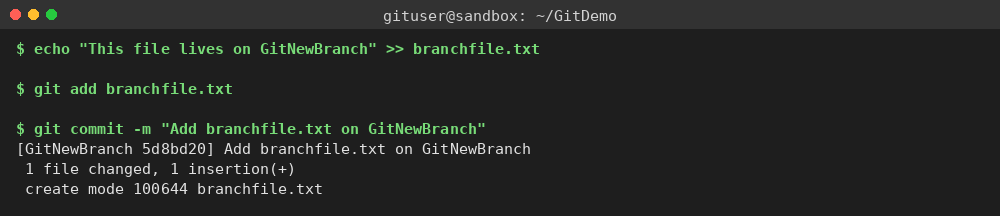 gituser@sandbox: ~/GitDemo
$ echo "This file lives on GitNewBranch" >> branchfile.txt
$ git add branchfile.txt
$ git commit -m "Add branchfile.txt on GitNewBranch"
[GitNewBranch 5d8bd20] Add branchfile.txt on GitNewBranch
 1 file changed, 1 insertion(+)
 create mode 100644 branchfile.txt